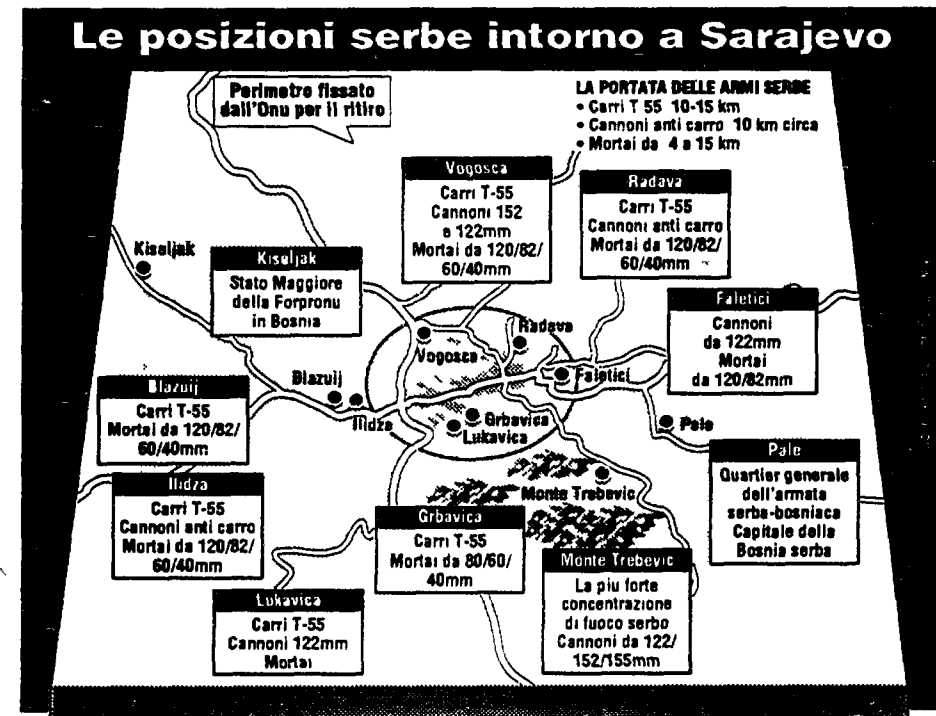 Le posizioni serbe intorno a Sarajevo
Perimetro fissato
dall'Onu per il ritiro
LA PORTATA DELLE ARMI SERBE
• Carri T 55 10-15 km
• Cannoni anti carro 10 km circa
• Mortai da 4 a 15 km
Vogosca
Carri T-55
Cannoni 152
e 122mm
Mortai da 120/82/
60/40mm
Radava
Carri T-55
Cannoni anti carro
Mortai da 120/82/
60/40mm
Kiseljak
Kiseljak
Stato Maggiore
della Forpronu
in Bosnia
Faletici
Cannoni
da 122mm
Mortai
da 120/82mm
Radava
Vogosca
Faletici
Blazuij
Ilidza
Grbavica
Lukavica
Pale
Monte Trebevic
Blazuij
Carri T-55
Mortai da 120/82/
60/40mm
Ilidza
Carri T-55
Cannoni anti carro
Mortai da 120/82/
60/40mm
Pale
Quartier generale
dell'armata
serba-bosniaca
Capitale della
Bosnia serba
Grbavica
Carri T-55
Mortai da 80/60/
40mm
Monte Trebevic
La piu forte
concentrazione
di fuoco serbo
Cannoni da 122/
152/155mm
Lukavica
Carri T-55
Cannoni 122mm
Mortai